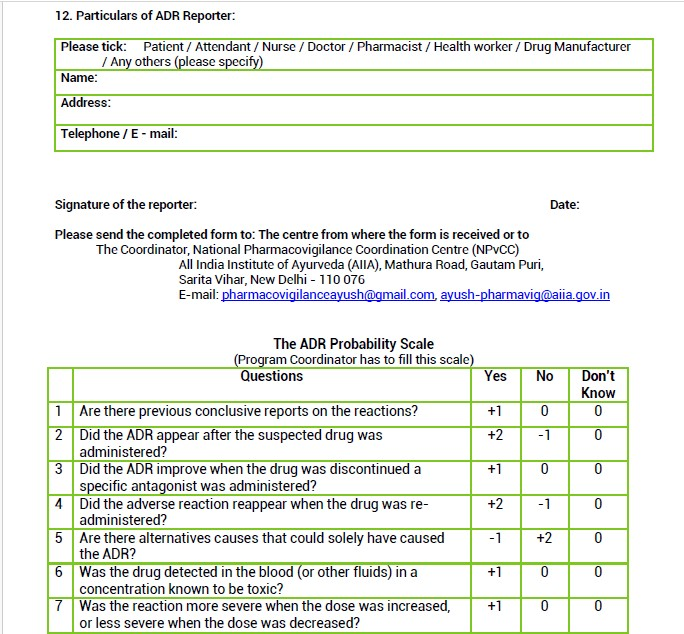 12. Particulars of ADR Reporter:
Please tick: Patient / Attendant / Nurse / Doctor / Pharmacist / Health worker / Drug Manufacturer
/ Any others (please specify)
Name:
Address:
Telephone / E - mail:
Signature of the reporter: Date:
Please send the completed form to: The centre from where the form is received or to
The Coordinator, National Pharmacovigilance Coordination Centre (NPvCC)
All India Institute of Ayurveda (AIIA), Mathura Road, Gautam Puri,
Sarita Vihar, New Delhi - 110 076
E-mail: pharmacovigilanceayush@gmail.com, ayush-pharmavig@aiia.gov.in
The ADR Probability Scale
(Program Coordinator has to fill this scale)
Questions Yes No Don't
Know
1 Are there previous conclusive reports on the reactions? +1 0 0
2 Did the ADR appear after the suspected drug was +2 -1 0
administered?
3 Did the ADR improve when the drug was discontinued a +1 0 0
specific antagonist was administered?
4 Did the adverse reaction reappear when the drug was re- +2 -1 0
administered?
5 Are there alternatives causes that could solely have caused -1 +2 0
the ADR?
6 Was the drug detected in the blood (or other fluids) in a +1 0 0
concentration known to be toxic?
7 Was the reaction more severe when the dose was increased, +1 0 0
or less severe when the dose was decreased?